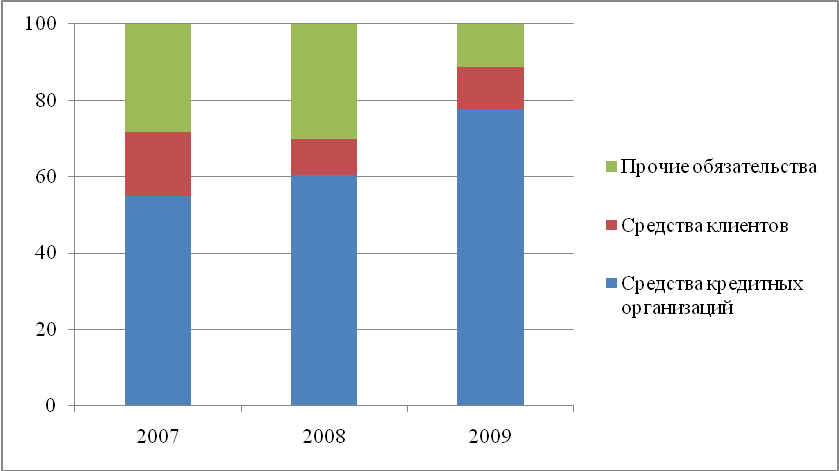 100
80
60
40
20
0
2007
2008
2009
Прочие обязательства
Средства клиентов
Средства кредитных
организаций